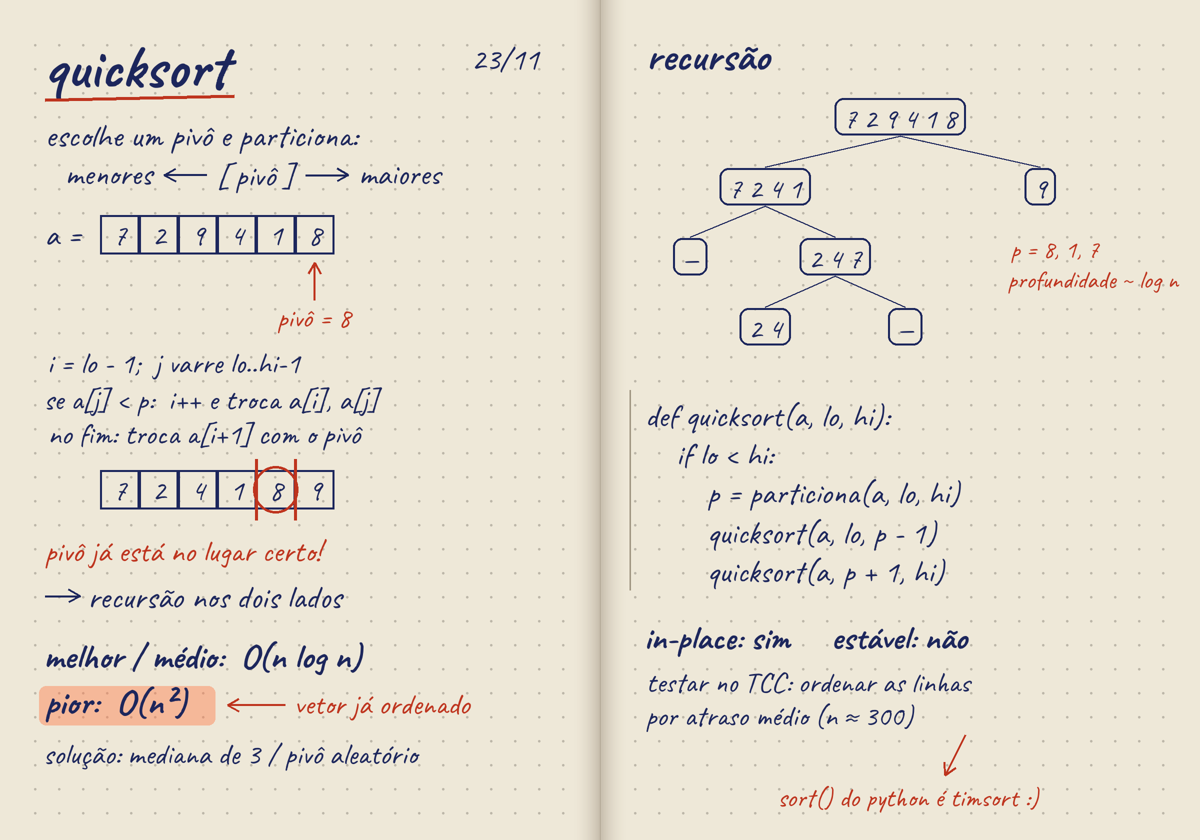 quicksort
23/11
escolhe um pivô e particiona:
menores ← [pivô] → maiores
a = 7 2 9 4 1 8
pivô = 8
i = lo - 1; j varre lo..hi-1
se a[j] < p: i++ e troca a[i], a[j]
no fim: troca a[i+1] com o pivô
7 2 4 1 8 9
pivô já está no lugar certo!
→ recursão nos dois lados
melhor / médio: O(n log n)
pior: O(n²) ← vetor já ordenado
solução: mediana de 3 / pivô aleatório
recursão
7 2 9 4 1 8
7 2 4 1
9
—
2 4 7
p = 8, 1, 7
profundidade ~ log n
2 4
—
def quicksort(a, lo, hi):
if lo < hi:
p = particiona(a, lo, hi)
quicksort(a, lo, p - 1)
quicksort(a, p + 1, hi)
in-place: sim estável: não
testar no TCC: ordenar as linhas
por atraso médio (n ≈ 300)
sort() do python é timsort :)